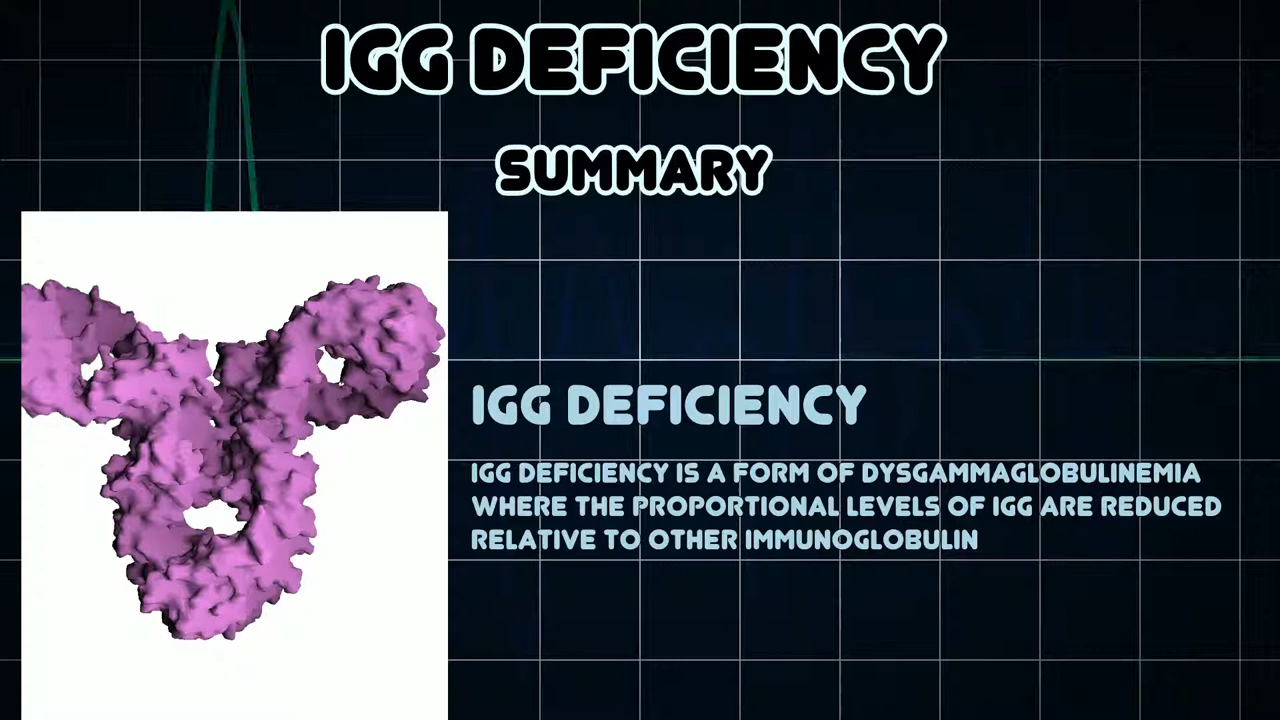 IGG DEFICIENCY
SUMMARY
IGG DEFICIENCY
IGG DEFICIENCY IS A FORM OF DYSGAMMAGLOBULINEMIA
WHERE THE PROPORTIONAL LEVELS OF IGG ARE REDUCED
RELATIVE TO OTHER IMMUNOGLOBULIN